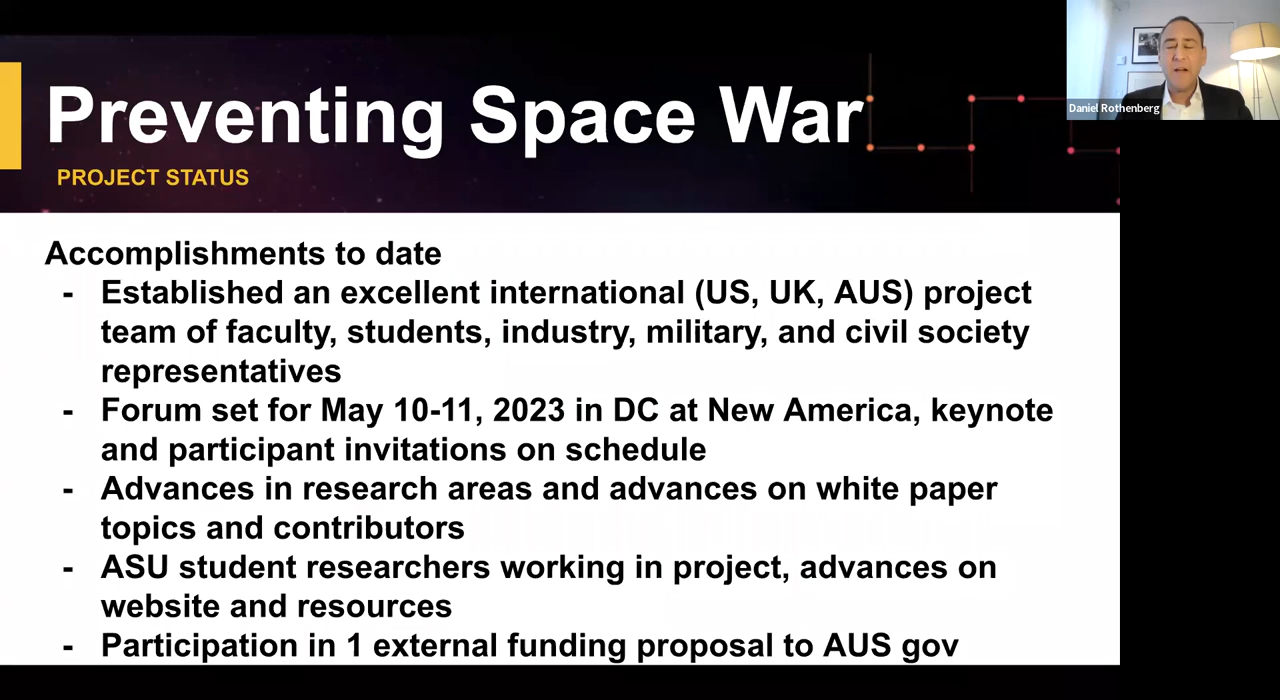 Preventing Space War
Daniel Rothenberg
PROJECT STATUS
Accomplishments to date
- Established an excellent international (US, UK, AUS) project
team of faculty, students, industry, military, and civil society
representatives
- Forum set for May 10-11, 2023 in DC at New America, keynote
and participant invitations on schedule
- Advances in research areas and advances on white paper
topics and contributors
- ASU student researchers working in project, advances on
website and resources
- Participation in 1 external funding proposal to AUS gov